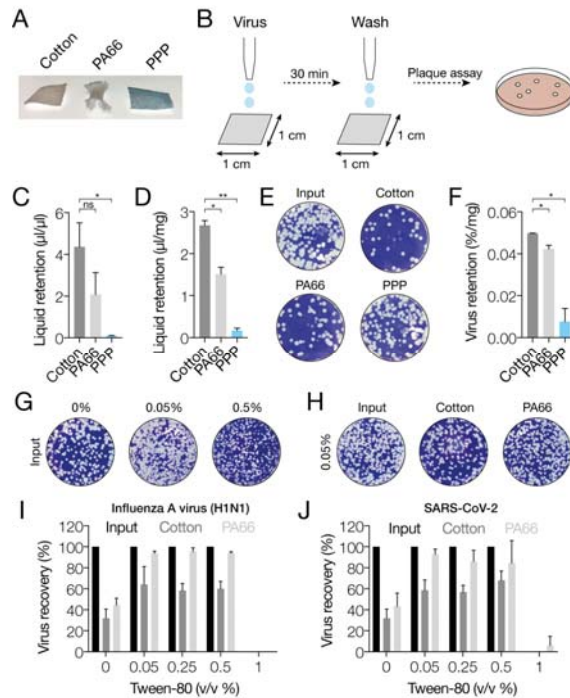 A
Cotton
PA66
PPP
B
Virus
Wash
30 min
Plaque assay
1 cm
1 cm
1 cm
1 cm
C
Liquid retention (µl/µl)
6
4
2
0
ns
*
Cotton
PA66
PPP
D
Liquid retention (µl/mg)
3
2
1
0
**
*
Cotton
PA66
PPP
E
Input
Cotton
PA66
PPP
F
Virus retention (%/mg)
0.06
0.04
0.02
0.00
*
*
Cotton
PA66
PPP
G
0%
0.05%
0.5%
Input
H
Input
Cotton
PA66
0.05%
I
Influenza A virus (H1N1)
Input
Cotton
PA66
Virus recovery (%)
120
100
80
60
40
20
0
0
0.05
0.25
0.5
1
Tween-80 (v/v %)
J
SARS-CoV-2
Input
Cotton
PA66
Virus recovery (%)
120
100
80
60
40
20
0
0
0.05
0.25
0.5
1
Tween-80 (v/v %)